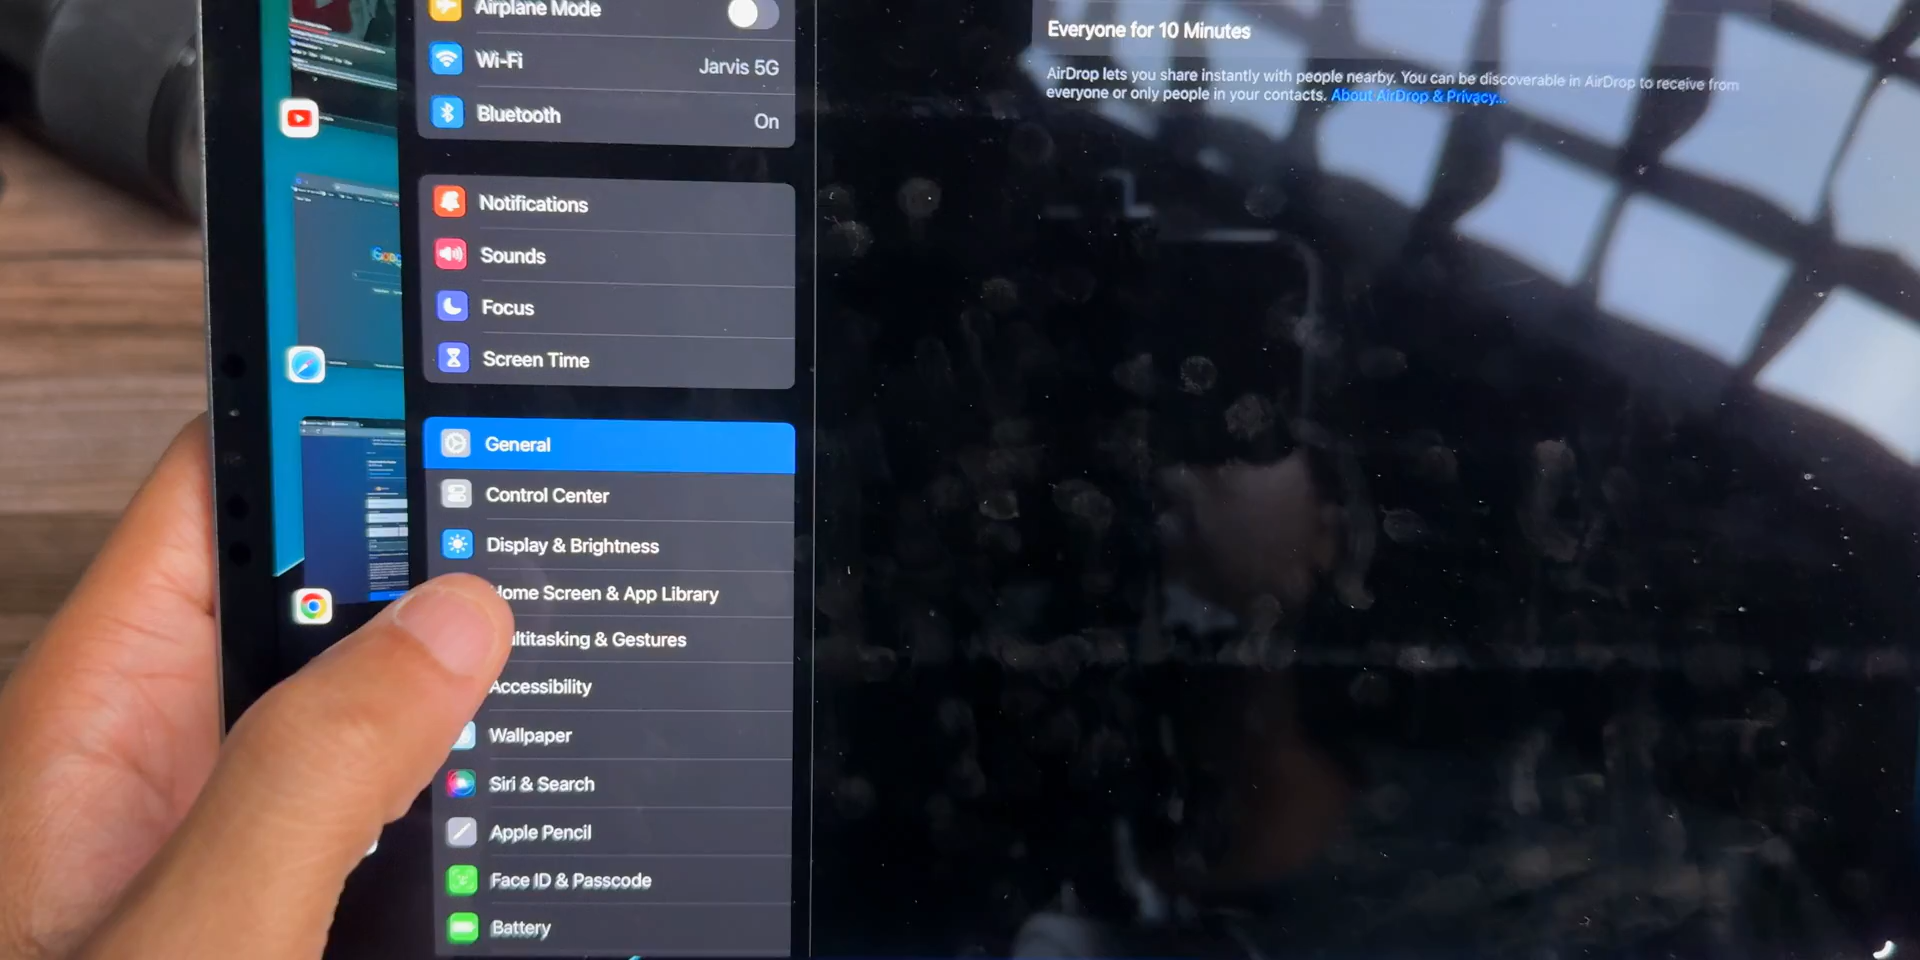 Airplane Mode
Wi-Fi
Jarvis 5G
Bluetooth
On
Notifications
Sounds
Focus
Screen Time
General
Control Center
Display & Brightness
ome Screen & App Library
ltitasking & Gestures
Accessibility
Wallpaper
Siri & Search
Apple Pencil
Face ID & Passcode
Battery
Everyone for 10 Minutes
AirDrop lets you share instantly with people nearby. You can be discoverable in AirDrop to receive from
everyone or only people in your contacts. About AirDrop & Privacy...
Google